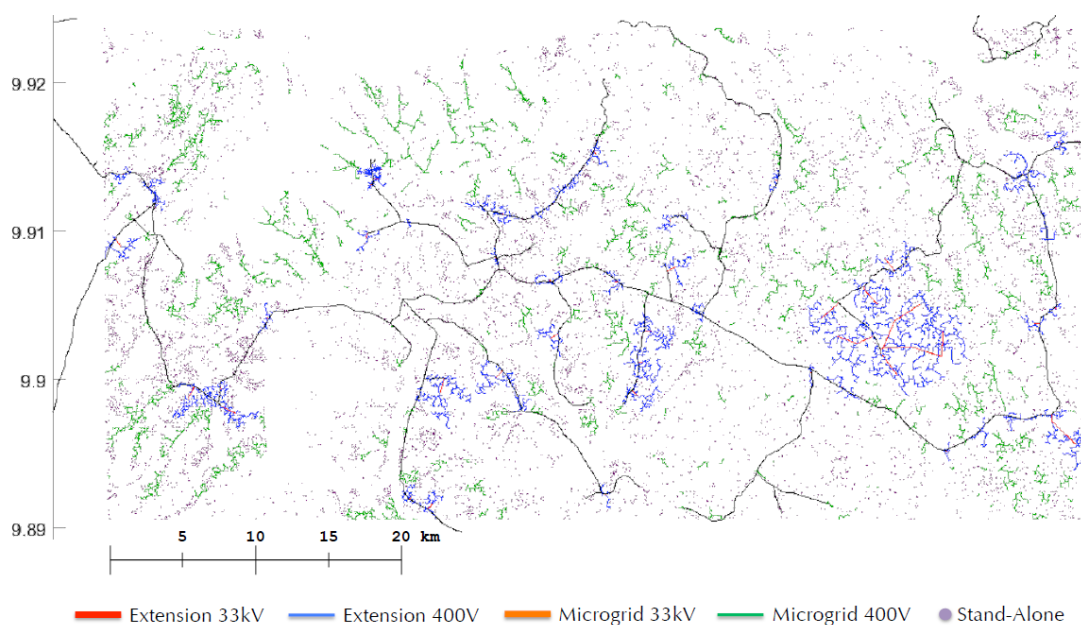 9.92
9.91
9.9
9.89
5 10 15 20 km
Extension 33kV Extension 400V Microgrid 33kV Microgrid 400V Stand-Alone